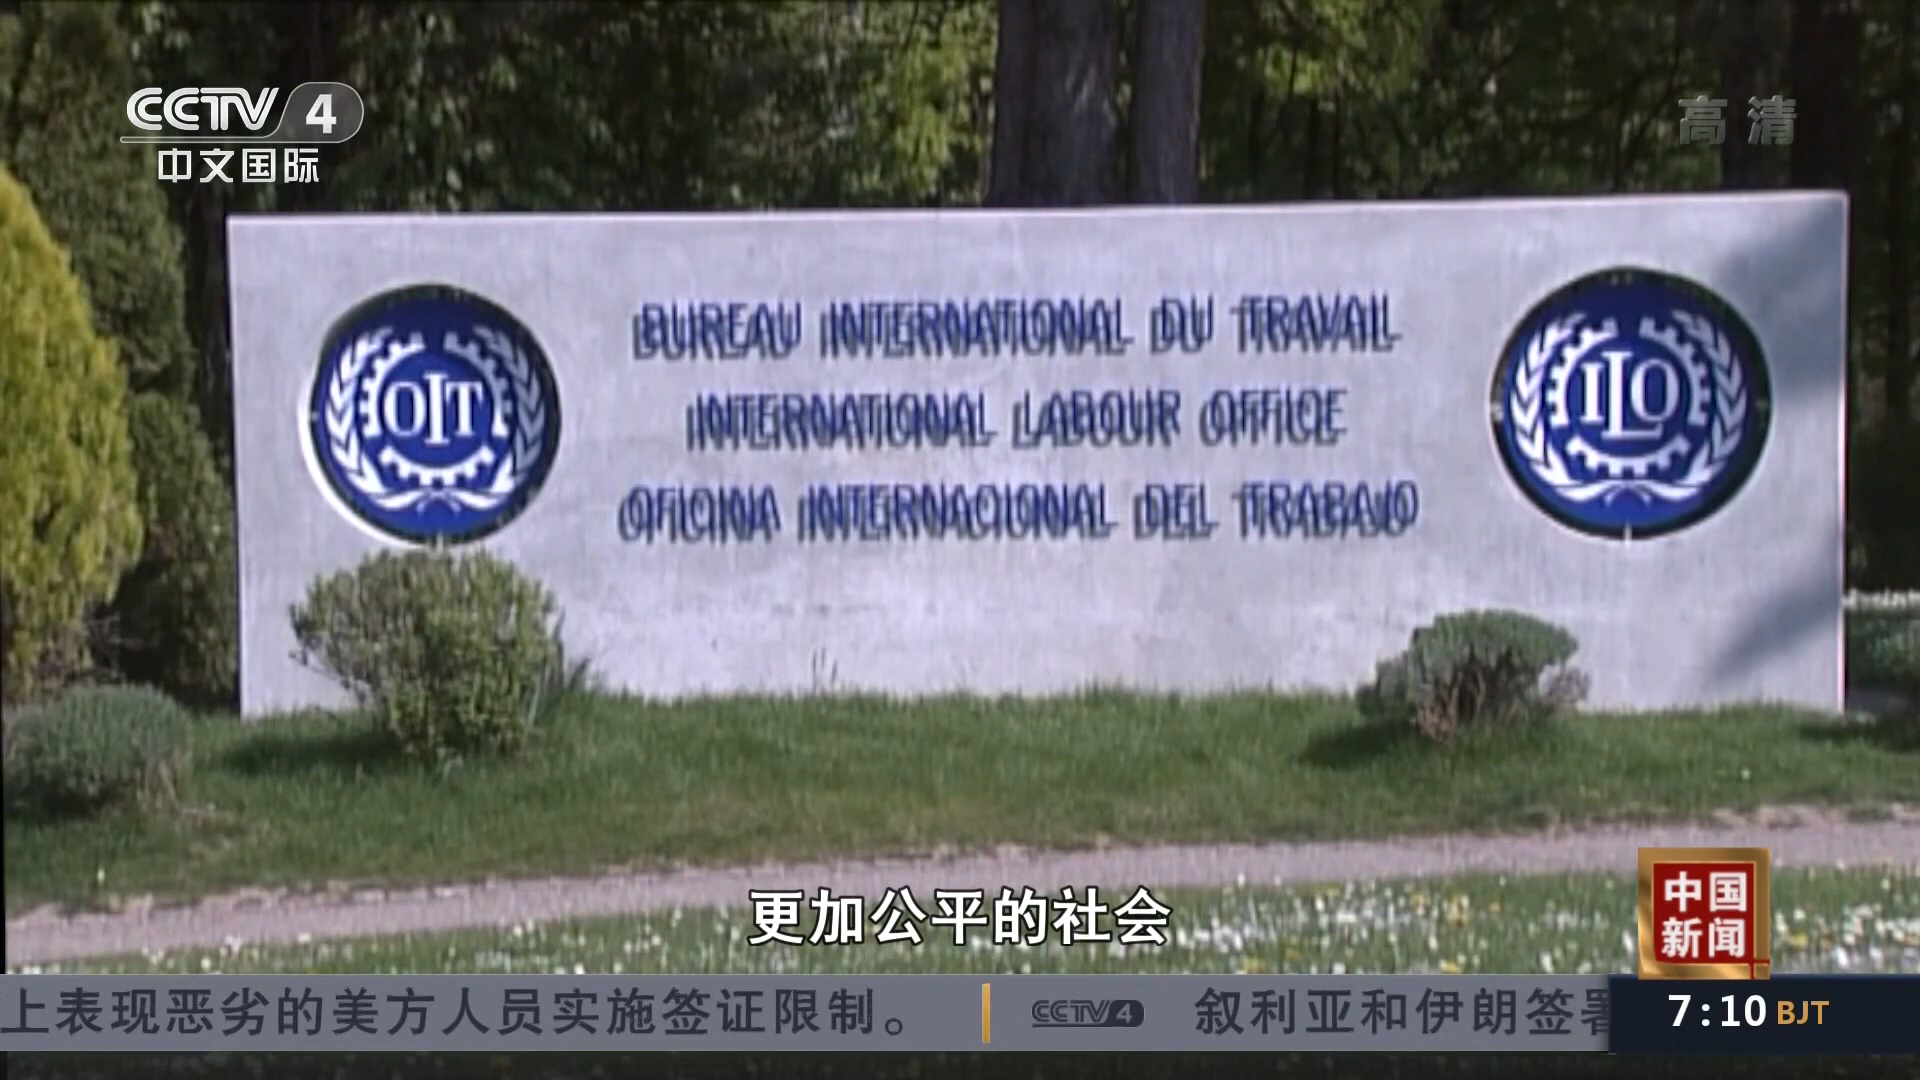 CCTV 4
中文国际
高清
BUREAU INTERNATIONAL DU TRAVAIL
INTERNATIONAL LABOUR OFFICE
OFICINA INTERNACIONAL DEL TRABAJO
OIT
ILO
更加公平的社会
中国
新闻
上表现恶劣的美方人员实施签证限制。 CCTV 4 叙利亚和伊朗签署
7:10 BJT